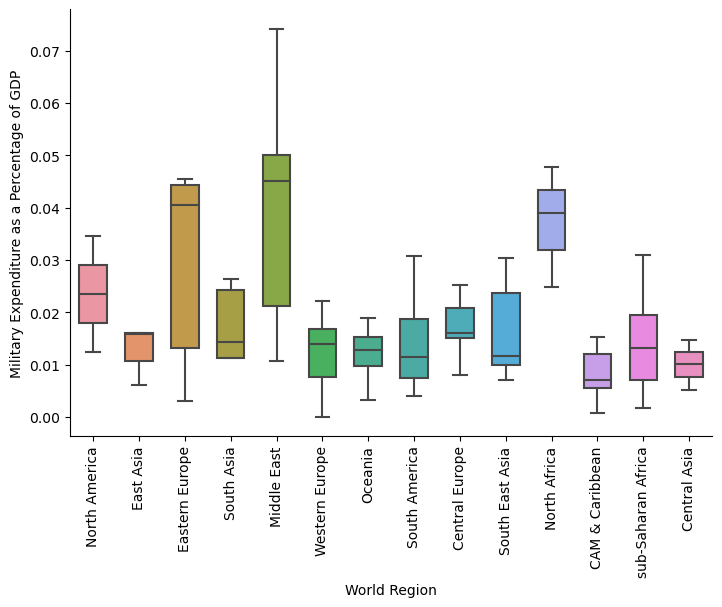 Military Expenditure as a Percentage of GDP
0.07
0.06
0.05
0.04
0.03
0.02
0.01
0.00
North America
East Asia
Eastern Europe
South Asia
Middle East
Western Europe
Oceania
South America
Central Europe
South East Asia
North Africa
CAM & Caribbean
sub-Saharan Africa
Central Asia
World Region